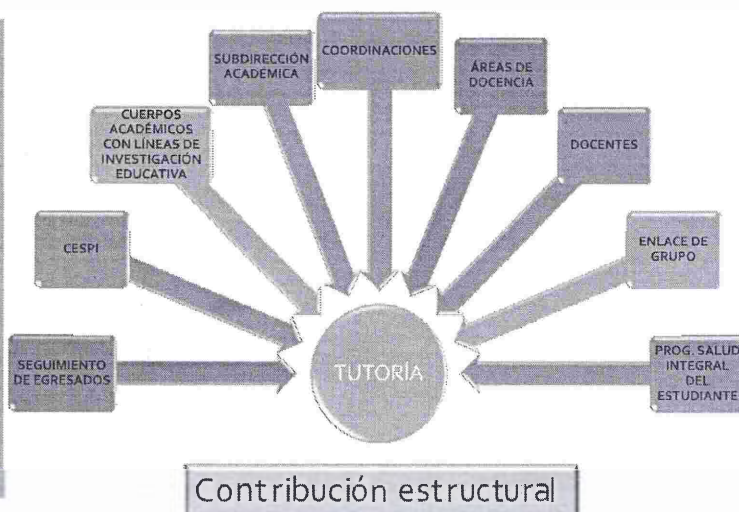 COORDINACIONES
SUBDIRECCIÓN
ACADÉMICA
ÁREAS DE
DOCENCIA
CUERPOS
ACADÉMICOS
CON LÍNEAS DE
INVESTIGACIÓN
EDUCATIVA
DOCENTES
CESPI
ENLACE DE
GRUPO
SEGUIMIENTO
DE EGRESADOS
TUTORÍA
PROG. SALUD
INTEGRAL
DEL
ESTUDIANTE
Contribución estructural